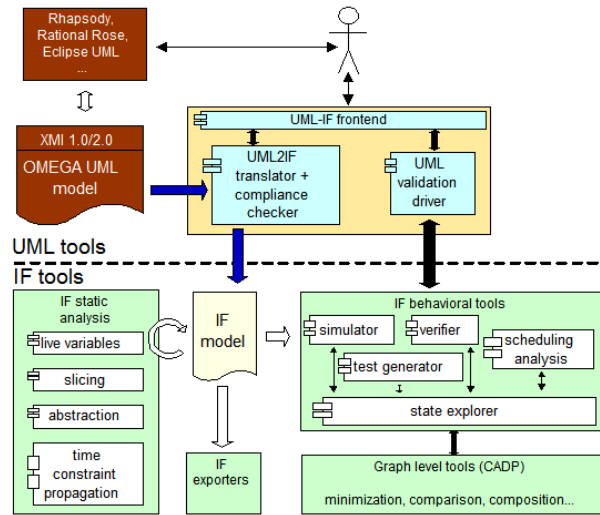 Rhapsody,
Rational Rose,
Eclipse UML
...
UML-IF frontend
XMI 1.0/2.0
OMEGA UML
model
UML2IF
translator +
compliance
checker
UML
validation
driver
UML tools
IF tools
IF static
analysis
live variables
slicing
abstraction
time
constraint
propagation
IF
model
IF
exporters
IF behavioral tools
simulator
verifier
scheduling
analysis
test generator
state explorer
Graph level tools (CADP)
minimization, comparison, composition...